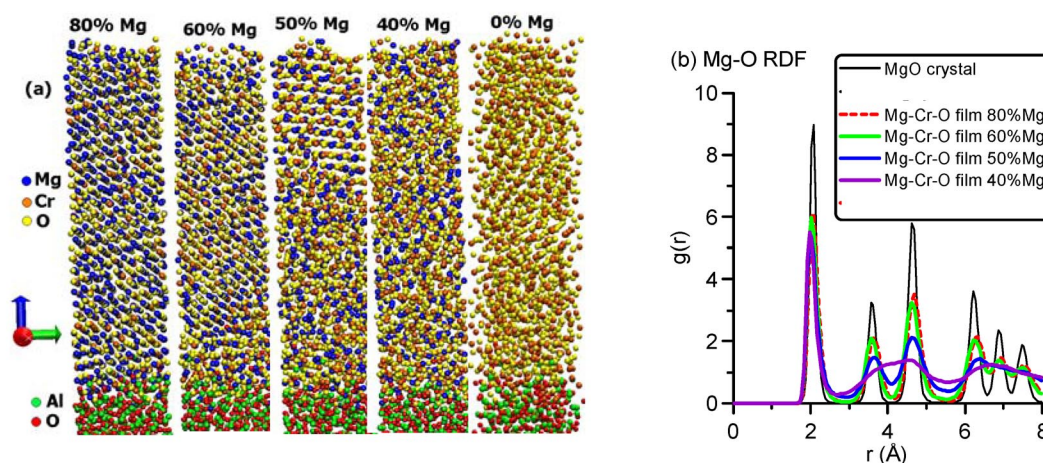 80% Mg
60% Mg
50% Mg
40% Mg
0% Mg
(a)
Mg
Cr
O
Al
O
(b) Mg-O RDF
MgO crystal
Mg-Cr-O film 80%Mg
Mg-Cr-O film 60%Mg
Mg-Cr-O film 50%Mg
Mg-Cr-O film 40%Mg
10
8
6
4
2
0
g(r)
0 2 4 6 8
r (Å)